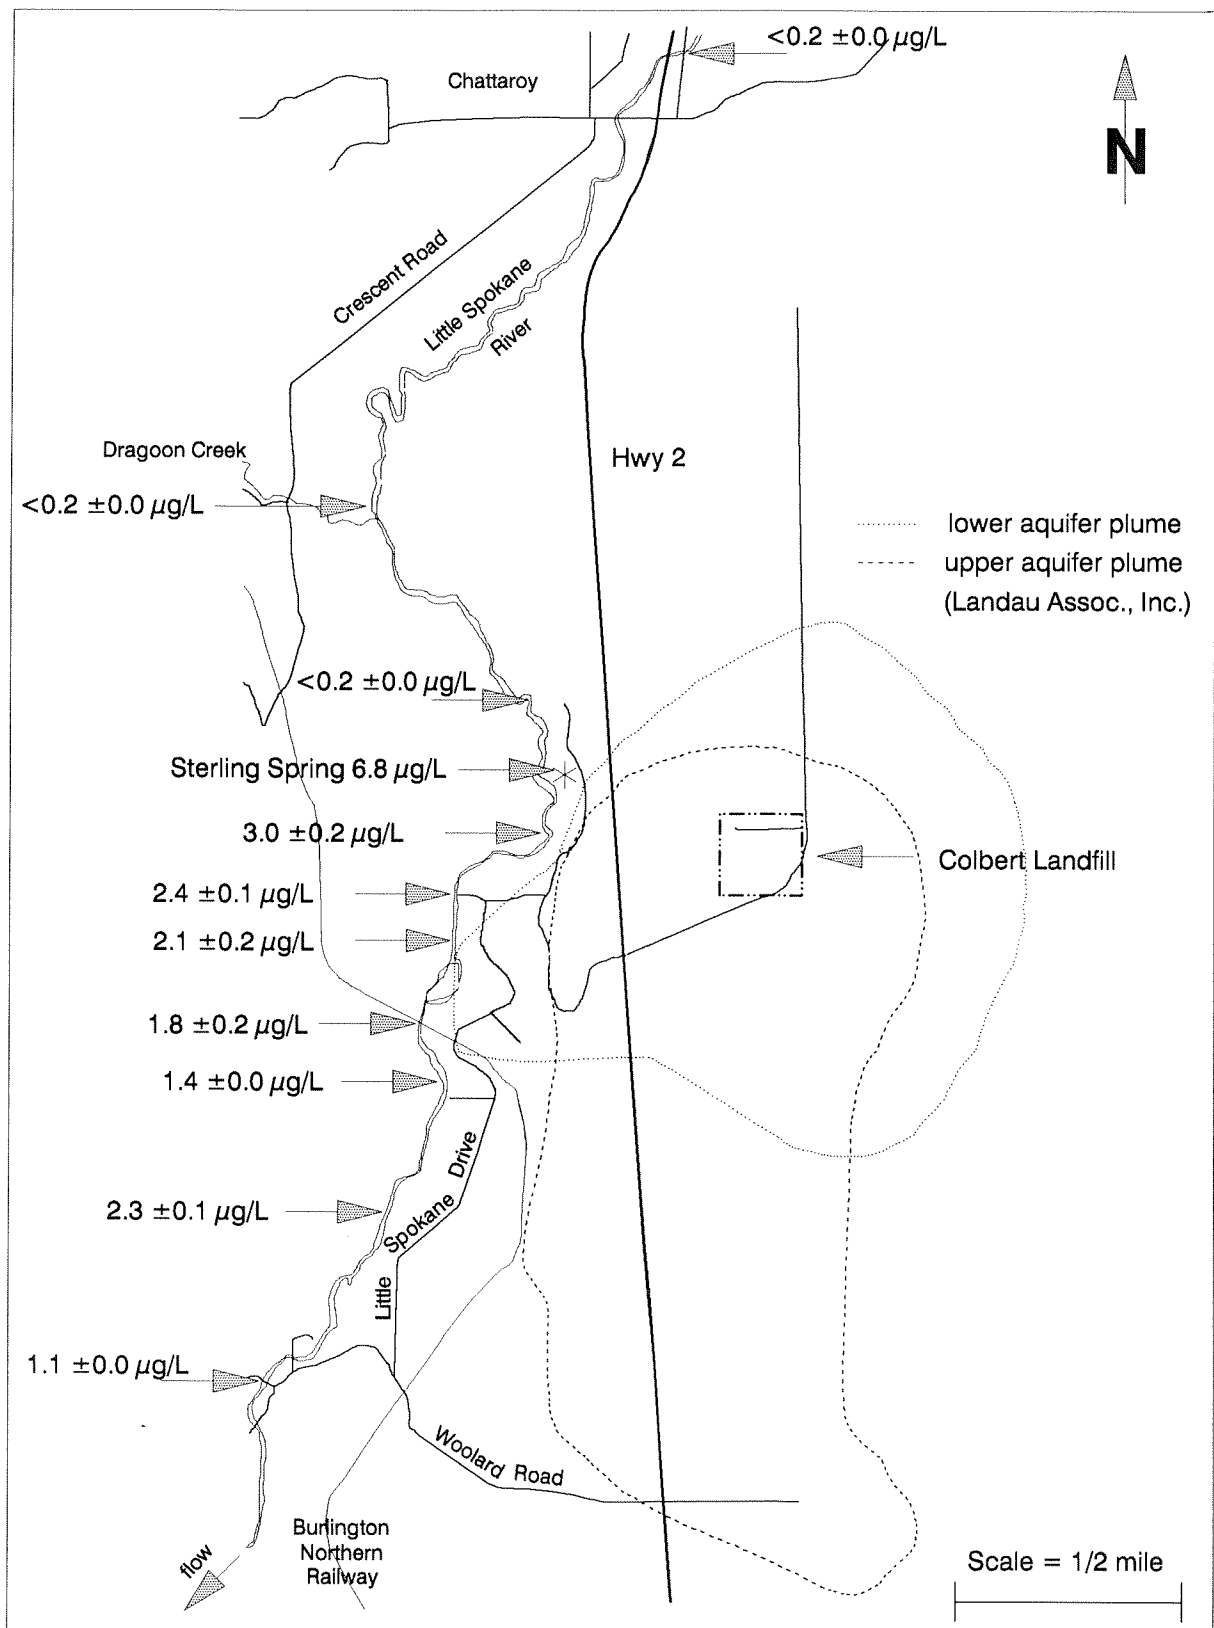 <0.2 ±0.0 µg/L
Chattaroy
N
Crescent Road
Little Spokane
River
Dragoon Creek
Hwy 2
<0.2 ±0.0 µg/L
lower aquifer plume
upper aquifer plume
(Landau Assoc., Inc.)
<0.2 ±0.0 µg/L
Sterling Spring 6.8 µg/L
3.0 ±0.2 µg/L
Colbert Landfill
2.4 ±0.1 µg/L
2.1 ±0.2 µg/L
1.8 ±0.2 µg/L
1.4 ±0.0 µg/L
2.3 ±0.1 µg/L
Little Spokane Drive
1.1 ±0.0 µg/L
Woolard Road
Burlington
Northern
Railway
flow
Scale = 1/2 mile